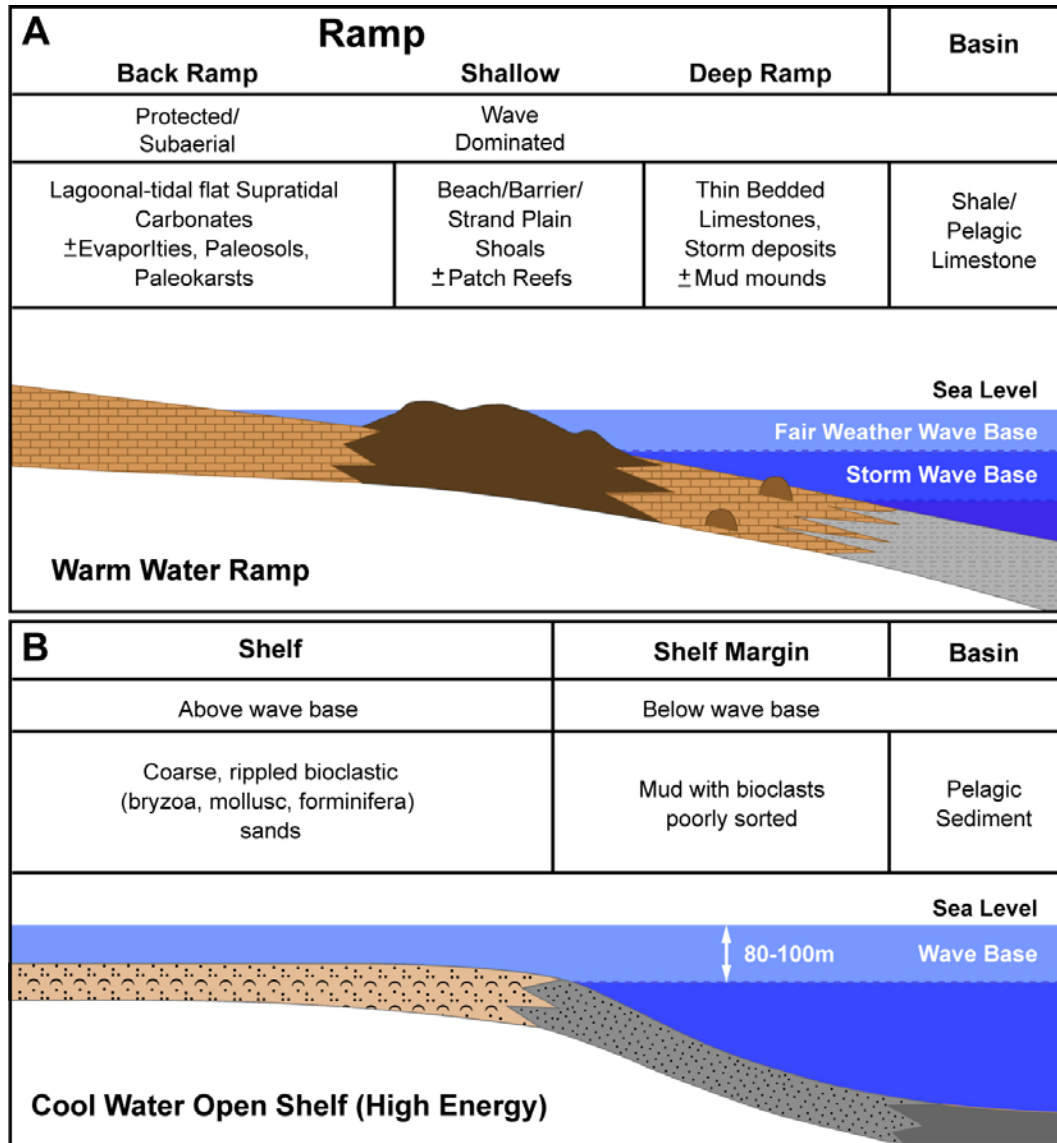 A
Ramp
Basin
Back Ramp
Shallow
Deep Ramp
Protected/
Subaerial
Wave
Dominated
Lagoonal-tidal flat Supratidal
Carbonates
±EvaporIties, Paleosols,
Paleokarsts
Beach/Barrier/
Strand Plain
Shoals
±Patch Reefs
Thin Bedded
Limestones,
Storm deposits
±Mud mounds
Shale/
Pelagic
Limestone
Sea Level
Fair Weather Wave Base
Storm Wave Base
Warm Water Ramp
B
Shelf
Shelf Margin
Basin
Above wave base
Below wave base
Coarse, rippled bioclastic
(bryzoa, mollusc, forminifera)
sands
Mud with bioclasts
poorly sorted
Pelagic
Sediment
Sea Level
80-100m
Wave Base
Cool Water Open Shelf (High Energy)